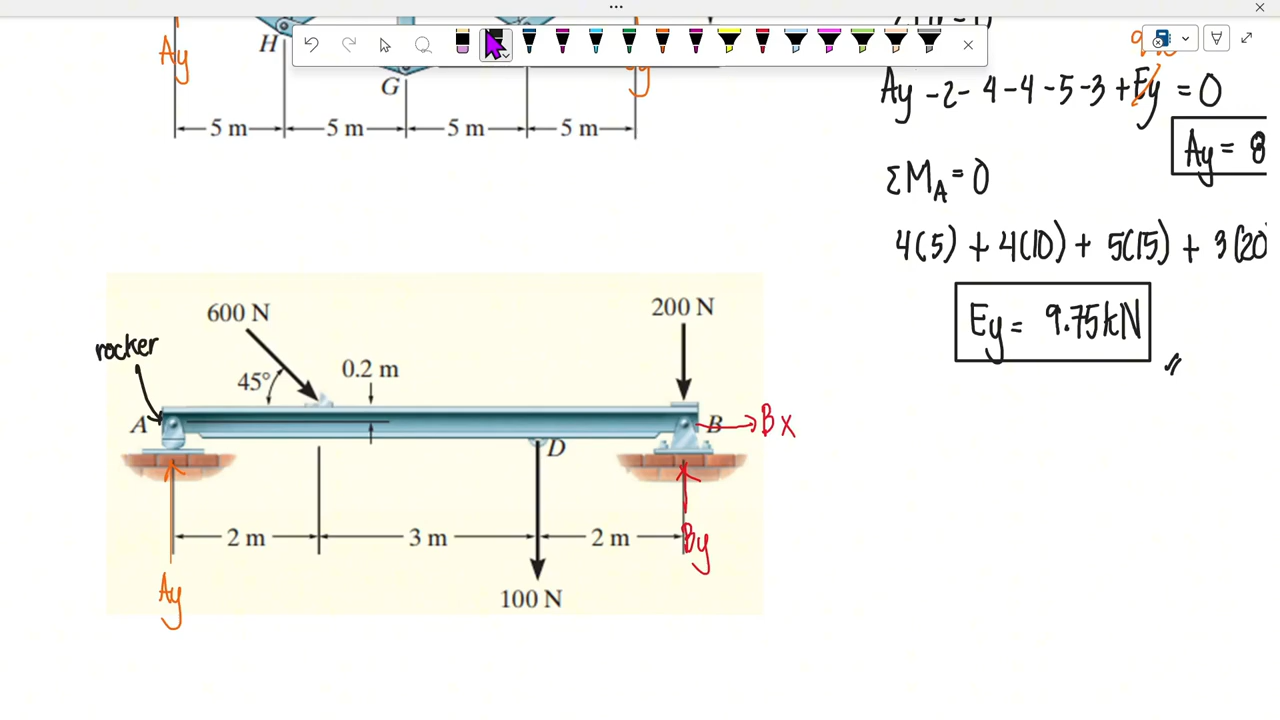 H
Ay
G
5 m
5 m
5 m
5 m
Ay -2 - 4 -4 -5 -3 + Ey = 0
Ay = 8
ΣM_A = 0
4(5) + 4(10) + 5(15) + 3(20)
Ey = 9.75kN
600 N
200 N
rocker
45°
0.2 m
A
B
Bx
D
2 m
3 m
2 m
By
Ay
100 N